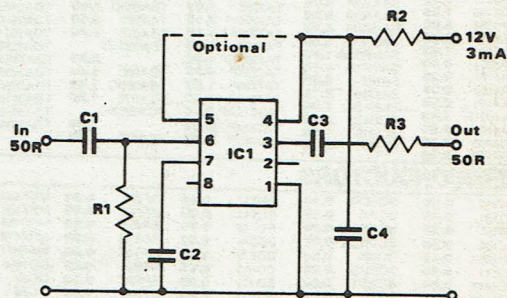 R2
12V
3mA
Optional
5
4
C1
C3
R3
In
50R
6
IC1
3
Out
50R
7
2
8
1
R1
C2
C4